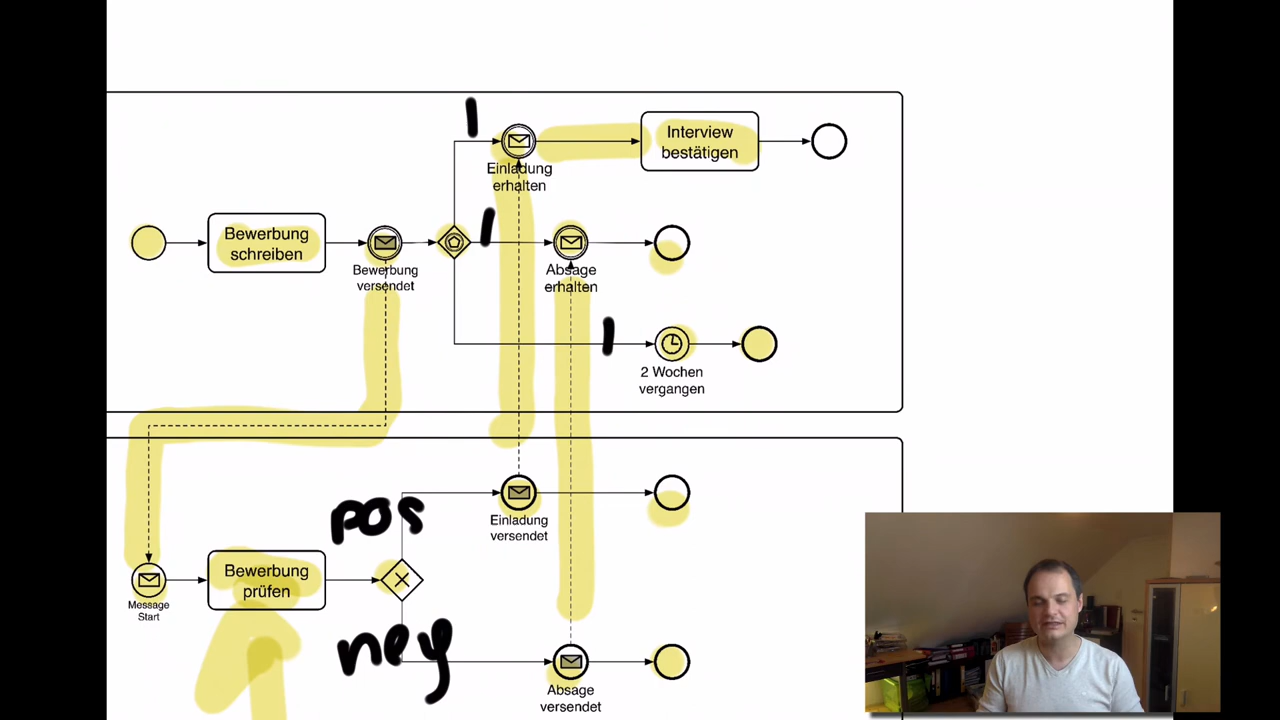 Einladung
erhalten
Interview
bestätigen
Bewerbung
schreiben
Bewerbung
versendet
Absage
erhalten
2 Wochen
vergangen
pos
Einladung
versendet
Message
Start
Bewerbung
prüfen
neg
Absage
versendet